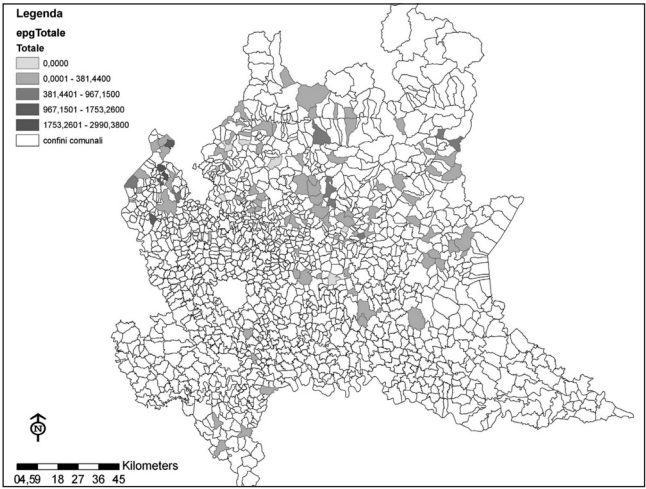 Legenda
epgTotale
Totale
0,0000
0,0001 - 381,4400
381,4401 - 967,1500
967,1501 - 1753,2600
1753,2601 - 2990,3800
confini comunali
N
Kilometers
04,59 18 27 36 45